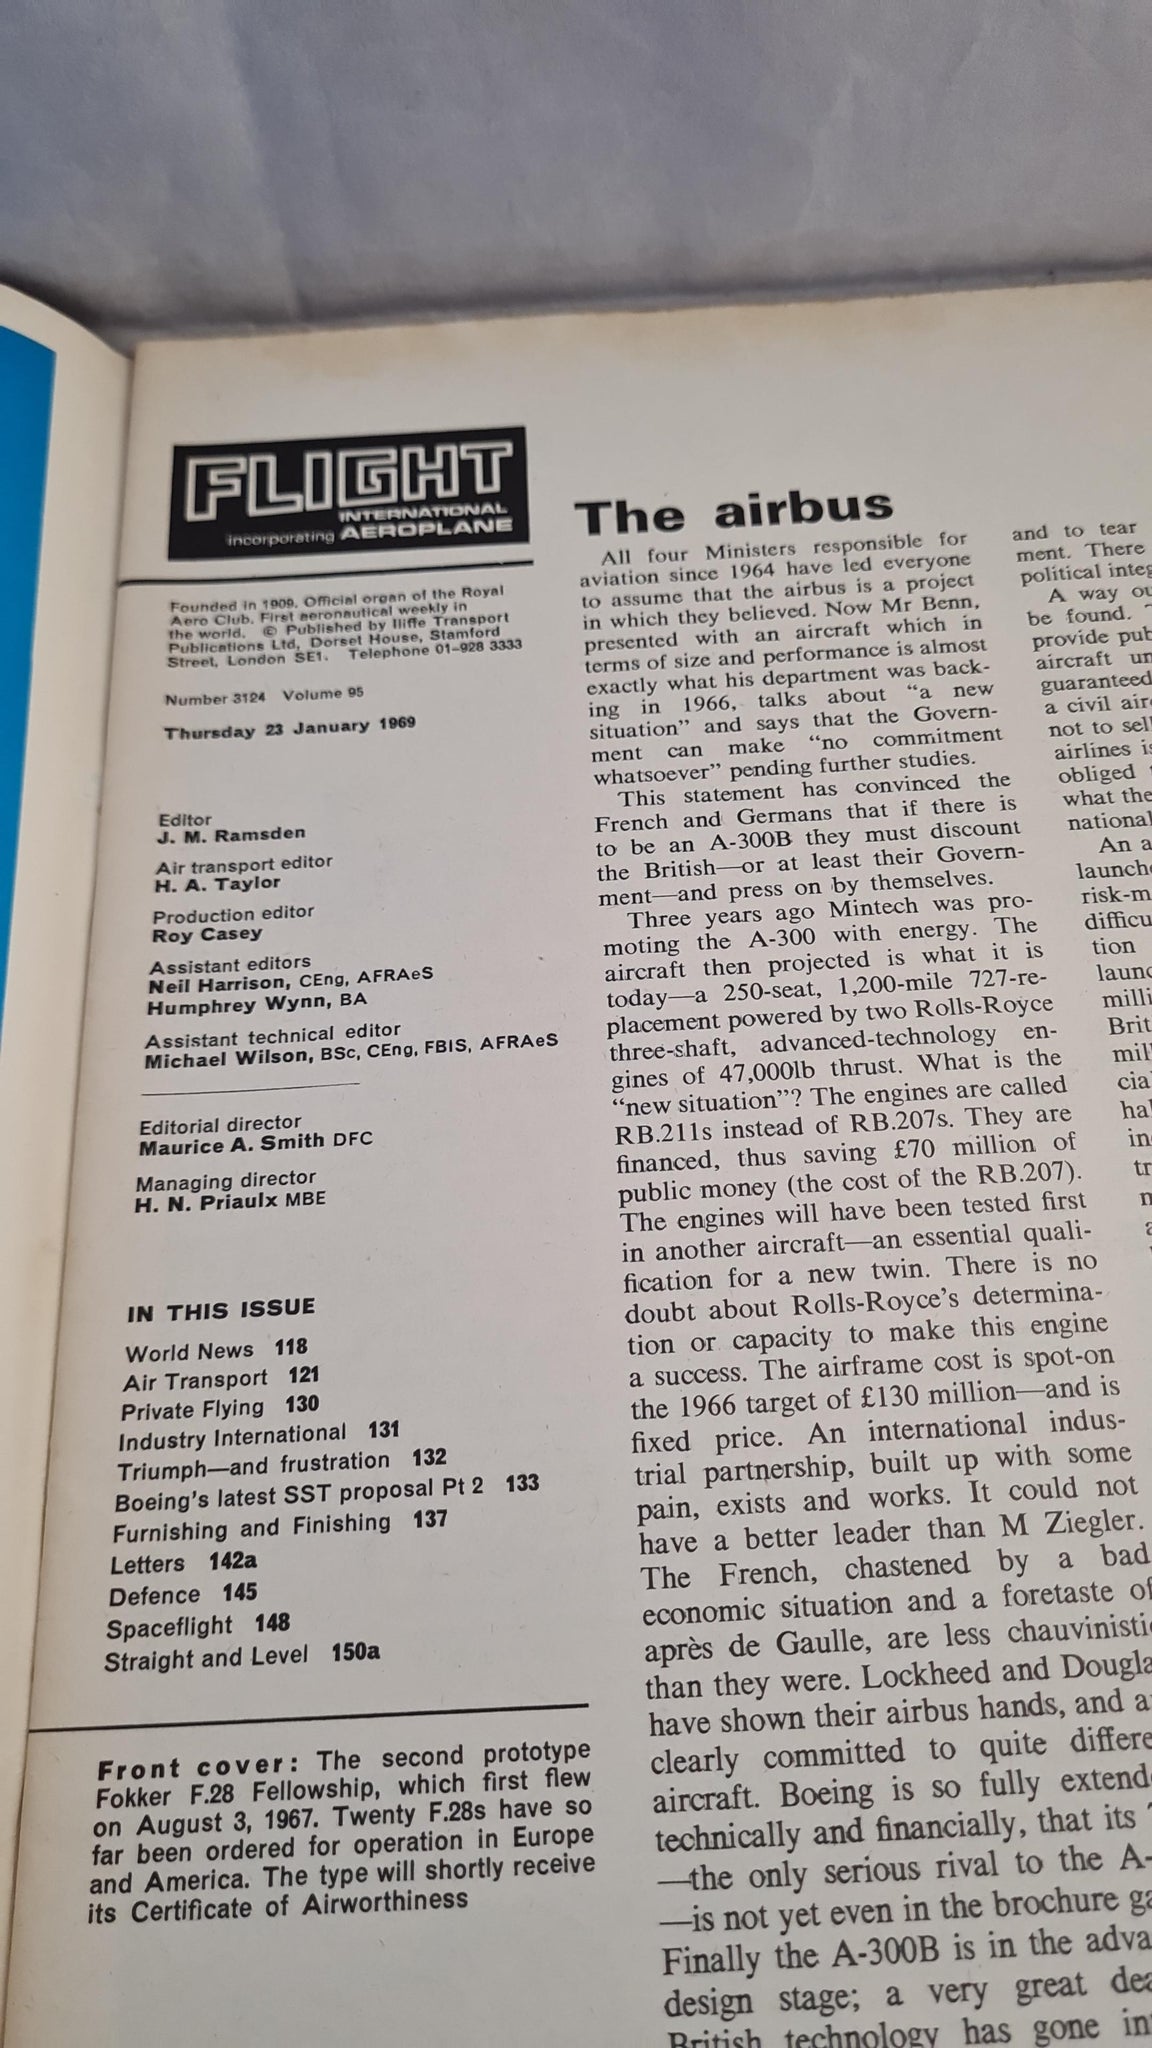 FLIGHT
INTERNATIONAL
incorporating AEROPLANE
Founded in 1909. Official organ of the Royal
Aero Club. First aeronautical weekly in
the world. © Published by Iliffe Transport
Publications Ltd, Dorset House, Stamford
Street, London SE1. Telephone 01-928 3333
Number 3124 Volume 95
Thursday 23 January 1969
Editor
J. M. Ramsden
Air transport editor
H. A. Taylor
Production editor
Roy Casey
Assistant editors
Neil Harrison, CEng, AFRAeS
Humphrey Wynn, BA
Assistant technical editor
Michael Wilson, BSc, CEng, FBIS, AFRAeS
Editorial director
Maurice A. Smith DFC
Managing director
H. N. Priaulx MBE
IN THIS ISSUE
World News 118
Air Transport 121
Private Flying 130
Industry International 131
Triumph—and frustration 132
Boeing's latest SST proposal Pt 2 133
Furnishing and Finishing 137
Letters 142a
Defence 145
Spaceflight 148
Straight and Level 150a
Front cover: The second prototype
Fokker F.28 Fellowship, which first flew
on August 3, 1967. Twenty F.28s have so
far been ordered for operation in Europe
and America. The type will shortly receive
its Certificate of Airworthiness
The airbus
All four Ministers responsible for
aviation since 1964 have led everyone
to assume that the airbus is a project
in which they believed. Now Mr Benn,
presented with an aircraft which in
terms of size and performance is almost
exactly what his department was back-
ing in 1966, talks about "a new
situation" and says that the Govern-
ment can make "no commitment
whatsoever" pending further studies.
This statement has convinced the
French and Germans that if there is
to be an A-300B they must discount
the British—or at least their Govern-
ment—and press on by themselves.
Three years ago Mintech was pro-
moting the A-300 with energy. The
aircraft then projected is what it is
today—a 250-seat, 1,200-mile 727-re-
placement powered by two Rolls-Royce
three-shaft, advanced-technology en-
gines of 47,000lb thrust. What is the
"new situation"? The engines are called
RB.211s instead of RB.207s. They are
financed, thus saving £70 million of
public money (the cost of the RB.207).
The engines will have been tested first
in another aircraft—an essential quali-
fication for a new twin. There is no
doubt about Rolls-Royce's determina-
tion or capacity to make this engine
a success. The airframe cost is spot-on
the 1966 target of £130 million—and is
fixed price. An international indus-
trial partnership, built up with some
pain, exists and works. It could not
have a better leader than M Ziegler.
The French, chastened by a bad
economic situation and a foretaste of
après de Gaulle, are less chauvinistic
than they were. Lockheed and Dougla
have shown their airbus hands, and a
clearly committed to quite differe
aircraft. Boeing is so fully extend
technically and financially, that its
—the only serious rival to the A-
—is not yet even in the brochure ga
Finally the A-300B is in the adva
design stage; a very great dea
British technology has gone in
and to tear
ment. There
political integ
A way ou
be found.
provide pub
aircraft un
guaranteed
a civil air
not to sel
airlines is
obliged
what the
national
An a
launch
risk-m
difficu
tion
laun
milli
Brit
mil
cia
ha
in
tr